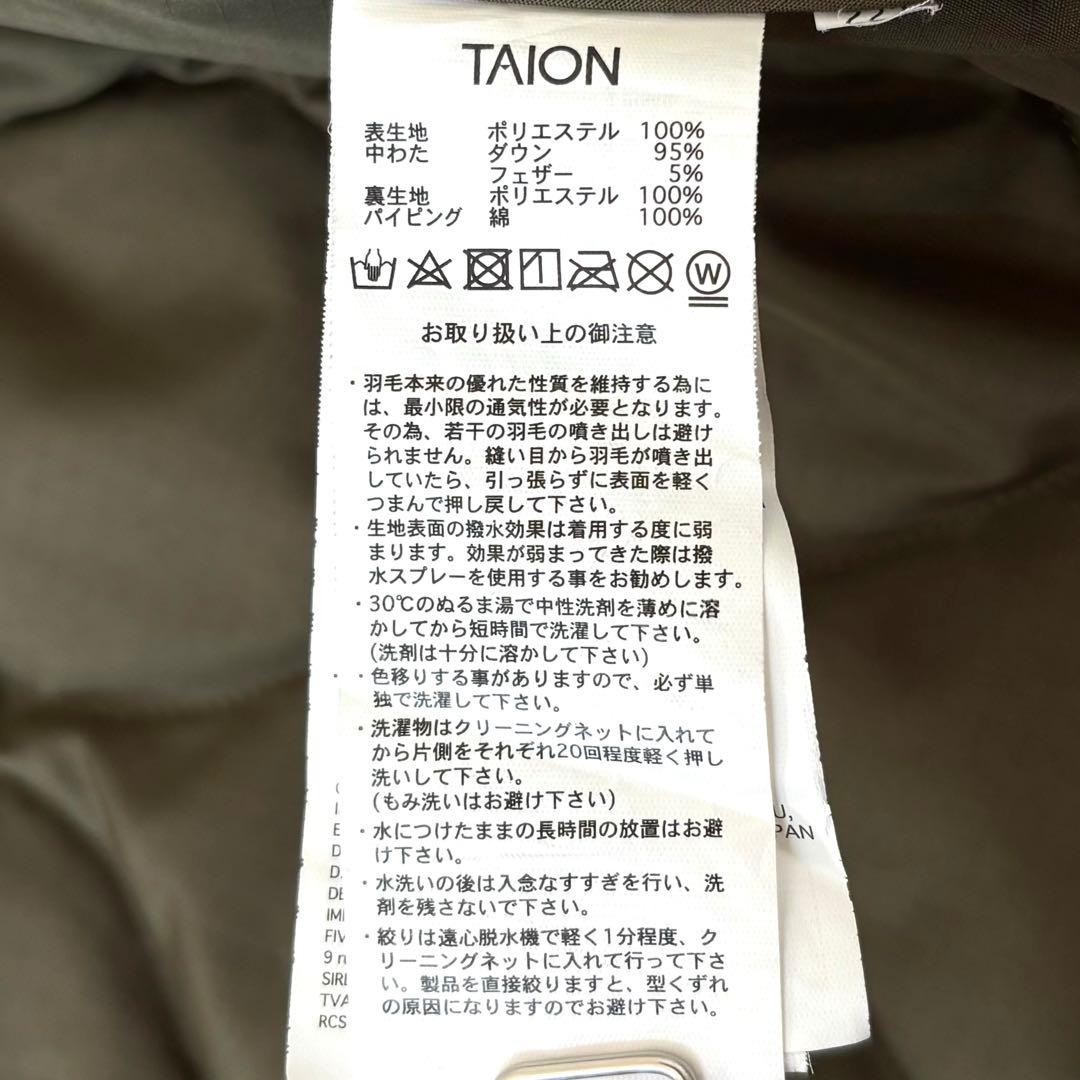 TAION
表生地 ポリエステル 100%
中わた ダウン 95%
フェザー 5%
裏生地 ポリエステル 100%
パイピング 綿 100%
W
お取り扱い上の御注意
・羽毛本来の優れた性質を維持する為に
は、最小限の通気性が必要となります。
その為、若干の羽毛の噴き出しは避け
られません。縫い目から羽毛が噴き出
していたら、引っ張らずに表面を軽く
つまんで押し戻して下さい。
・生地表面の撥水効果は着用する度に弱
まります。効果が弱まってきた際は撥
水スプレーを使用する事をお勧めします。
・30℃のぬるま湯で中性洗剤を薄めに溶
かしてから短時間で洗濯して下さい。
(洗剤は十分に溶かして下さい)
・色移りする事がありますので、必ず単
独で洗濯して下さい。
・洗濯物はクリーニングネットに入れて
から片側をそれぞれ20回程度軽く押し
洗いして下さい。
(もみ洗いはお避け下さい)
・水につけたままの長時間の放置はお避
け下さい。
・水洗いの後は入念なすすぎを行い、洗
剤を残さないで下さい。
・絞りは遠心脱水機で軽く1分程度、ク
リーニングネットに入れて行って下さ
い。製品を直接絞りますと、型くずれ
の原因になりますのでお避け下さい。
E
D
D.
DE
IMI
FIV
9 r
SIRE
TVA
RCS
U,
PAN